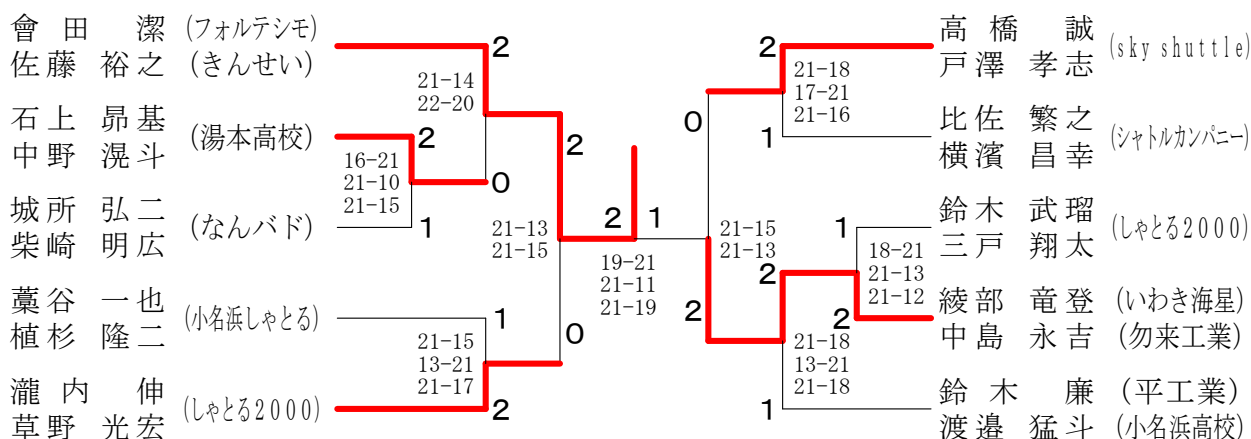 會田 潔 (フォルテシモ)
佐藤 裕之 (きんせい)
石上 昴基
中野 滉斗
(湯本高校)
城所 弘二
柴崎 明広
(なんバド)
藁谷 一也
植杉 隆二
(小名浜しゃとる)
瀧内 伸
草野 光宏
(しゃとる2000)
2
21-14
22-20
2
16-21
21-10
21-15
0
1
2
21-13
21-15
1
21-15
13-21
21-17
0
2
2
1
19-21
21-11
21-19
2
21-18
17-21
21-16
0
1
21-15
21-13
2
1
18-21
21-13
21-12
2
2
21-18
13-21
21-18
1
高橋 誠
戸澤 孝志
(sky shuttle)
比佐 繁之
横濱 昌幸
(シャトルカンパニー)
鈴木 武瑠
三戸 翔太
(しゃとる2000)
綾部 竜登 (いわき海星)
中島 永吉 (勿来工業)
鈴木 廉 (平工業)
渡邉 猛斗 (小名浜高校)